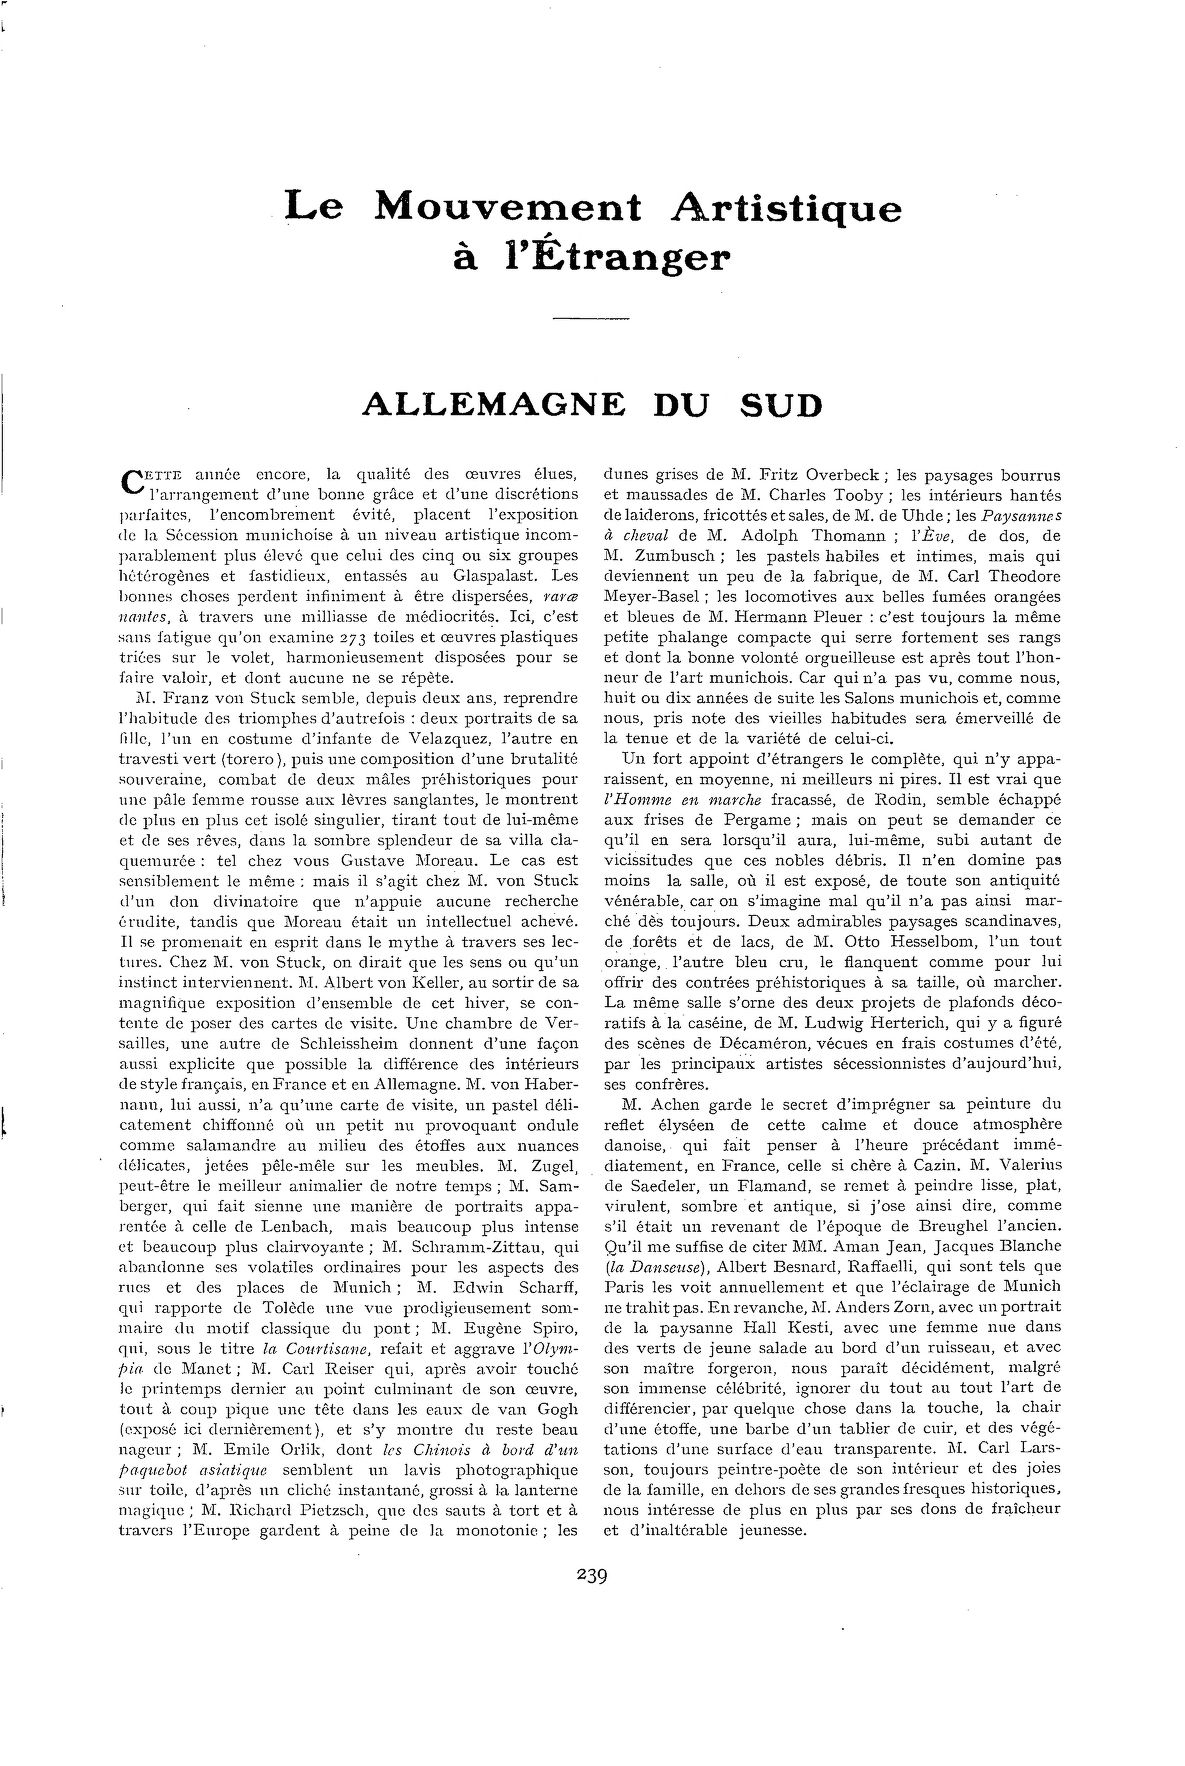 Le Mouvement Artistique
à l'Étranger
ALLEMAGNE DU SUD
CETTE année encore, la qualité des œuvres élues,
l'arrangement d'une bonne grâce et d'une discrétions
parfaites, l'encombrement évité, placent l'exposition
de la Sécession munichoise à un niveau artistique incom-
parablement plus élevé que celui des cinq ou six groupes
hétérogènes et fastidieux, entassés au Glaspalast. Les
bonnes choses perdent infiniment à être dispersées, raræ
nantes, à travers une milliasse de médiocrités. Ici, c'est
sans fatigue qu'on examine 273 toiles et œuvres plastiques
triées sur le volet, harmonieusement disposées pour se
faire valoir, et dont aucune ne se répète.
M. Franz von Stuck semble, depuis deux ans, reprendre
l'habitude des triomphes d'autrefois : deux portraits de sa
fille, l'un en costume d'infante de Velazquez, l'autre en
travesti vert (torero), puis une composition d'une brutalité
souveraine, combat de deux mâles préhistoriques pour
une pâle femme rousse aux lèvres sanglantes, le montrent
de plus en plus cet isolé singulier, tirant tout de lui-même
et de ses rêves, dans la sombre splendeur de sa villa cla-
quemurée : tel chez vous Gustave Moreau. Le cas est
sensiblement le même : mais il s'agit chez M. von Stuck
d'un don divinatoire que n'appuie aucune recherche
érudite, tandis que Moreau était un intellectuel achevé.
Il se promenait en esprit dans le mythe à travers ses lec-
tures. Chez M. von Stuck, on dirait que les sens ou qu'un
instinct interviennent. M. Albert von Keller, au sortir de sa
magnifique exposition d'ensemble de cet hiver, se con-
tente de poser des cartes de visite. Une chambre de Ver-
sailles, une autre de Schleissheim donnent d'une façon
aussi explicite que possible la différence des intérieurs
de style français, en France et en Allemagne. M. von Haber-
nann, lui aussi, n'a qu'une carte de visite, un pastel déli-
catement chiffonné où un petit nu provoquant ondule
comme salamandre au milieu des étoffes aux nuances
délicates, jetées pêle-mêle sur les meubles. M. Zugel,
peut-être le meilleur animalier de notre temps ; M. Sam-
berger, qui fait sienne une manière de portraits appa-
rentée à celle de Lenbach, mais beaucoup plus intense
et beaucoup plus clairvoyante ; M. Schramm-Zittau, qui
abandonne ses volatiles ordinaires pour les aspects des
rues et des places de Munich ; M. Edwin Scharff,
qui rapporte de Tolède une vue prodigieusement som-
maire du motif classique du pont ; M. Eugène Spiro,
qui, sous le titre la Courtisane, refait et aggrave l'Olym-
pia de Manet ; M. Carl Reiser qui, après avoir touché
le printemps dernier au point culminant de son œuvre,
tout à coup pique une tête dans les eaux de van Gogh
(exposé ici dernièrement), et s'y montre du reste beau
nageur ; M. Emile Orlik, dont les Chinois à bord d'un
paquebot asiatique semblent un lavis photographique
sur toile, d'après un cliché instantané, grossi à la lanterne
magique ; M. Richard Pietzsch, que des sauts à tort et à
travers l'Europe gardent à peine de la monotonie ; les
dunes grises de M. Fritz Overbeck ; les paysages bourrus
et maussades de M. Charles Tooby ; les intérieurs hantés
de laiderons, fricottés et sales, de M. de Uhde ; les Paysannes
à cheval de M. Adolph Thomann ; l'Ève, de dos, de
M. Zumbusch ; les pastels habiles et intimes, mais qui
deviennent un peu de la fabrique, de M. Carl Theodore
Meyer-Basel ; les locomotives aux belles fumées orangées
et bleues de M. Hermann Pleuer : c'est toujours la même
petite phalange compacte qui serre fortement ses rangs
et dont la bonne volonté orgueilleuse est après tout l'hon-
neur de l'art munichois. Car qui n'a pas vu, comme nous,
huit ou dix années de suite les Salons munichois et, comme
nous, pris note des vieilles habitudes sera émerveillé de
la tenue et de la variété de celui-ci.
Un fort appoint d'étrangers le complète, qui n'y appa-
raissent, en moyenne, ni meilleurs ni pires. Il est vrai que
l'Homme en marche fracassé, de Rodin, semble échappé
aux frises de Pergame ; mais on peut se demander ce
qu'il en sera lorsqu'il aura, lui-même, subi autant de
vicissitudes que ces nobles débris. Il n'en domine pas
moins la salle, où il est exposé, de toute son antiquité
vénérable, car on s'imagine mal qu'il n'a pas ainsi mar-
ché dès toujours. Deux admirables paysages scandinaves,
de forêts et de lacs, de M. Otto Hesselbom, l'un tout
orange, l'autre bleu cru, le flanquent comme pour lui
offrir des contrées préhistoriques à sa taille, où marcher.
La même salle s'orne des deux projets de plafonds déco-
ratifs à la caséine, de M. Ludwig Herterich, qui y a figuré
des scènes de Décaméron, vécues en frais costumes d'été,
par les principaux artistes sécessionnistes d'aujourd'hui,
ses confrères.
M. Achen garde le secret d'imprégner sa peinture du
reflet élyséen de cette calme et douce atmosphère
danoise, qui fait penser à l'heure précédant immé-
diatement, en France, celle si chère à Cazin. M. Valerius
de Saedeler, un Flamand, se remet à peindre lisse, plat,
virulent, sombre et antique, si j'ose ainsi dire, comme
s'il était un revenant de l'époque de Breughel l'ancien.
Qu'il me suffise de citer MM. Aman Jean, Jacques Blanche
(la Danseuse), Albert Besnard, Raffaelli, qui sont tels que
Paris les voit annuellement et que l'éclairage de Munich
ne trahit pas. En revanche, M. Anders Zorn, avec un portrait
de la paysanne Hall Kesti, avec une femme nue dans
des verts de jeune salade au bord d'un ruisseau, et avec
son maître forgeron, nous paraît décidément, malgré
son immense célébrité, ignorer du tout au tout l'art de
différencier, par quelque chose dans la touche, la chair
d'une étoffe, une barbe d'un tablier de cuir, et des végé-
tations d'une surface d'eau transparente. M. Carl Lars-
son, toujours peintre-poète de son intérieur et des joies
de la famille, en dehors de ses grandes fresques historiques,
nous intéresse de plus en plus par ses dons de fraîcheur
et d'inaltérable jeunesse.
239